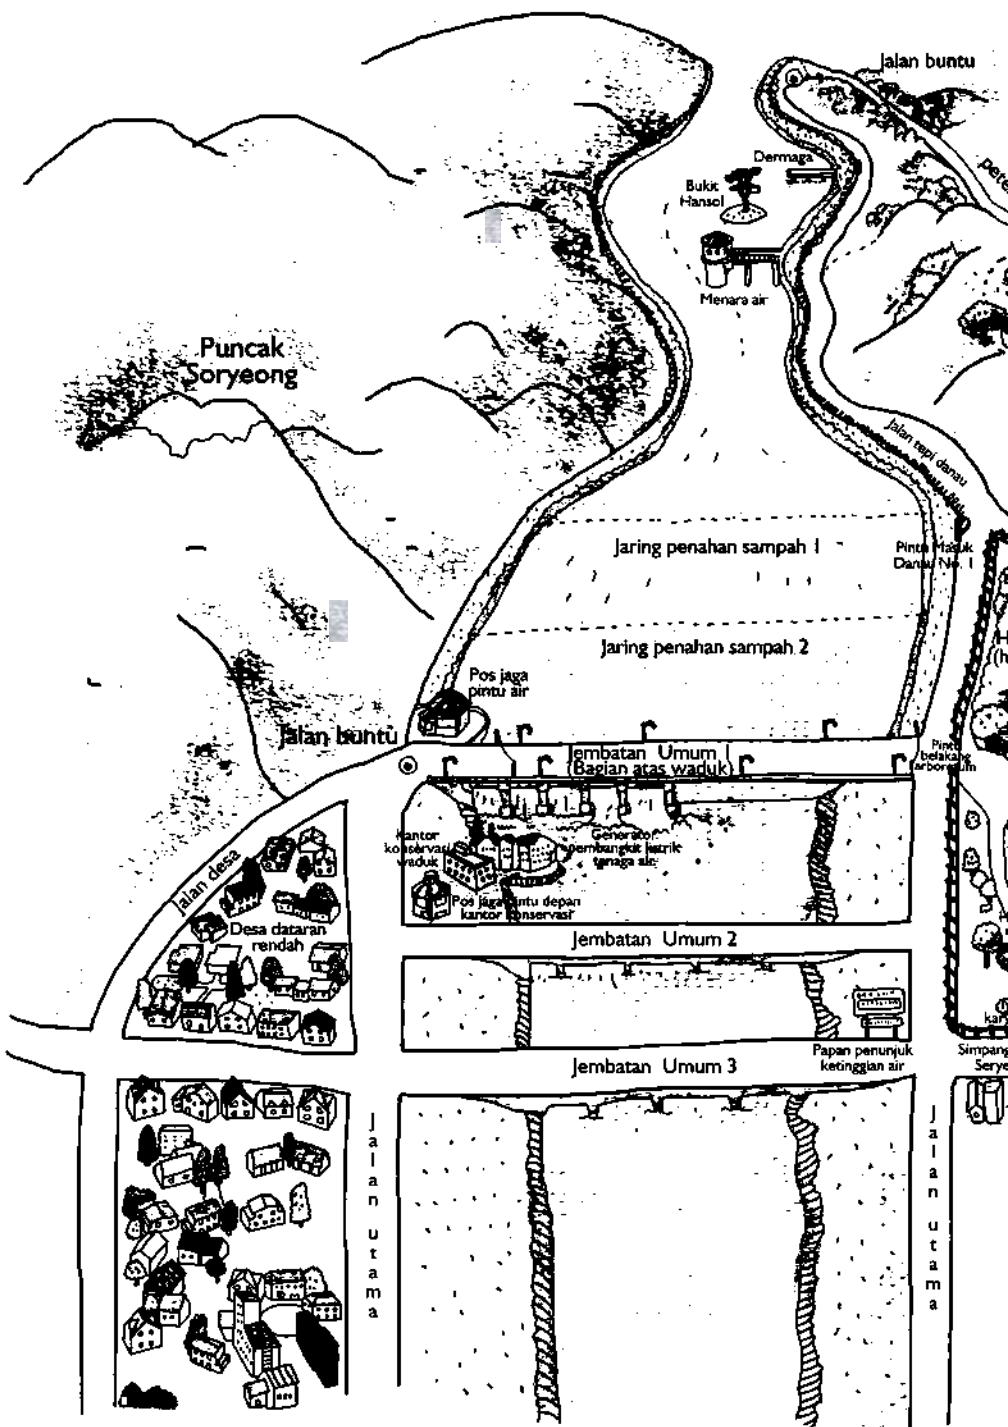 Jalan buntu
Dermaga
Bukit
Hansol
Menara air
Puncak
Soryeong
Jalan tepi danau
Jaring penahan sampah 1
Pintu Masuk
Danau No. 1
Jaring penahan sampah 2
Pos jaga
pintu air
Jalan buntu
Jembatan Umum 1
(Bagian atas waduk)
Pintu
belakang
arboretum
Kantor
konservasi
waduk
Generator
pembangkit listrik
tenaga air
Jalan desa
Pos jaga pintu depan
kantor konservasi
Desa dataran
rendah
Jembatan Umum 2
Papan penunjuk
ketinggian air
Simpang
Jembatan Umum 3
Jalan utama
Jalan utama